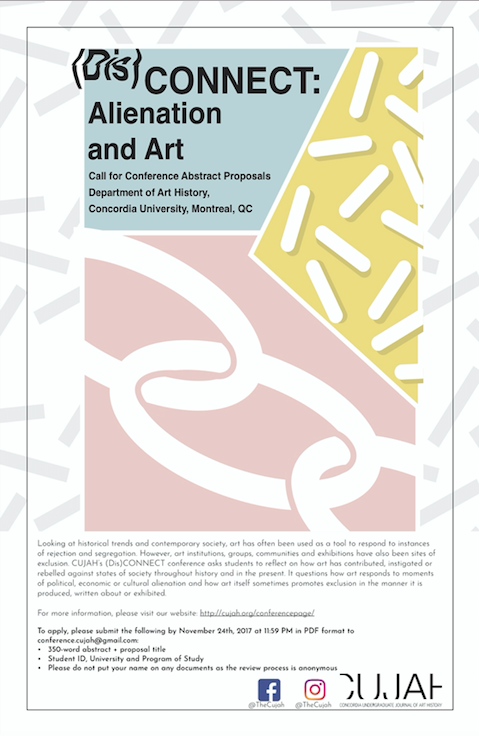 (Dis)CONNECT:
Alienation
and Art
Call for Conference Abstract Proposals
Department of Art History,
Concordia University, Montreal, QC
Looking at historical trends and contemporary society, art has often been used as a tool to respond to instances
of rejection and segregation. However, art institutions, groups, communities and exhibitions have also been sites of
exclusion. CUJAH's (Dis)CONNECT conference asks students to reflect on how art has contributed, instigated or
rebelled against states of society throughout history and in the present. It questions how art responds to moments
of political, economic or cultural alienation and how art itself sometimes promotes exclusion in the manner it is
produced, written about or exhibited.
For more information, please visit our website: http://cujah.org/conferencepage/
To apply, please submit the following by November 24th, 2017 at 11:59 PM in PDF format to
conference.cujah@gmail.com:
• 350-word abstract + proposal title
• Student ID, University and Program of Study
• Please do not put your name on any documents as the review process is anonymous
@TheCujah
@TheCujah
CUJAH
CONCORDIA UNDERGRADUATE JOURNAL OF ART HISTORY